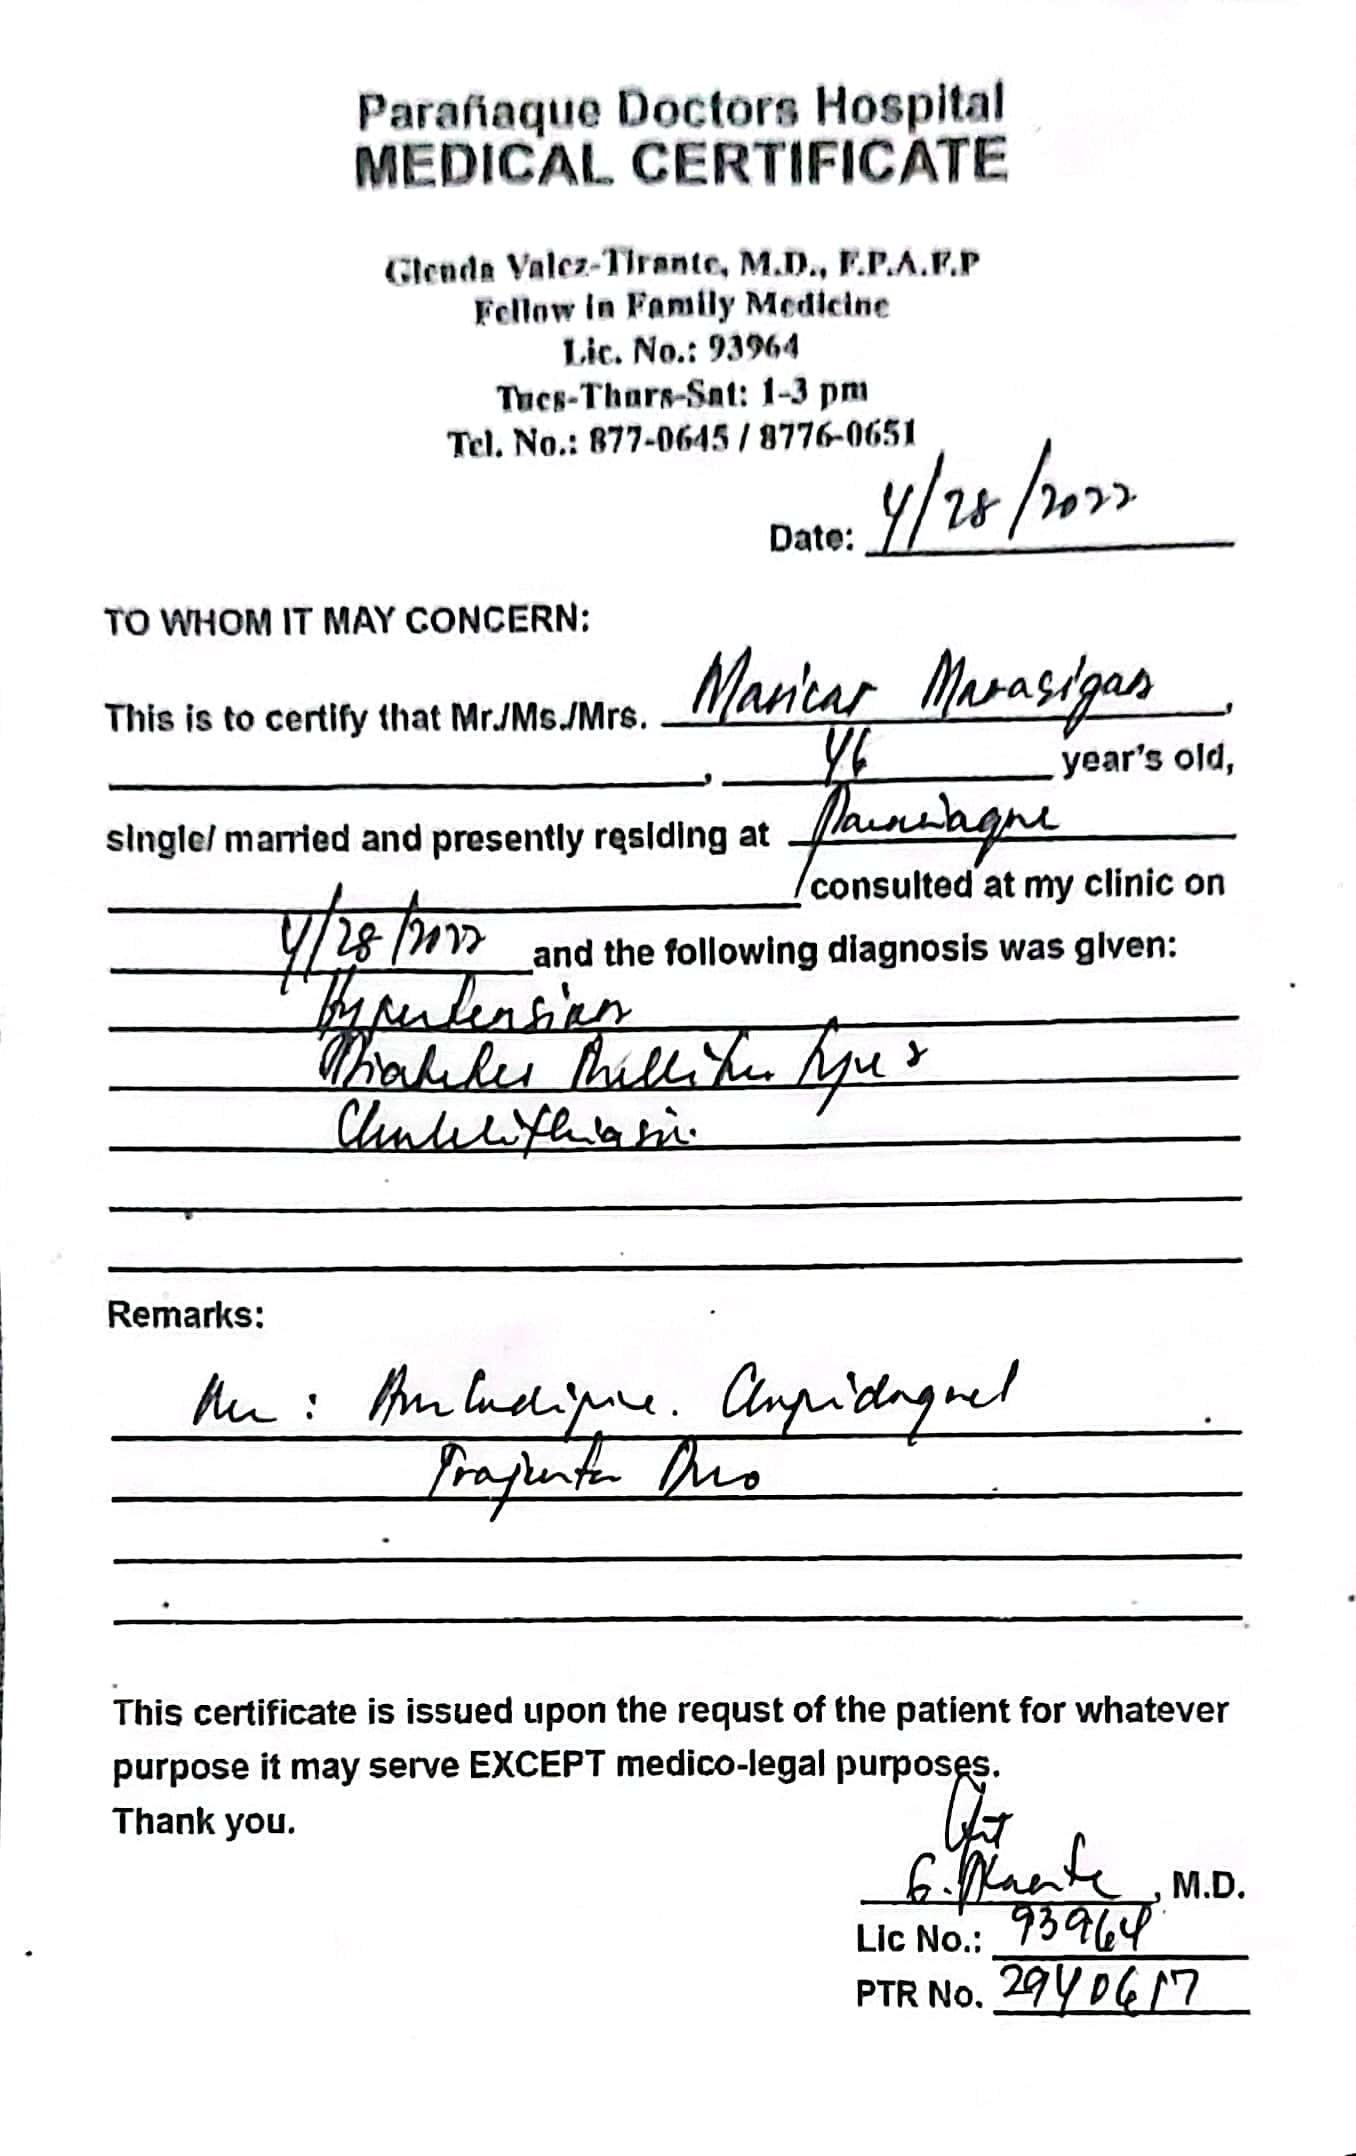 Parañaque Doctors Hospital
MEDICAL CERTIFICATE
Glenda Valez-Tirante, M.D., F.P.A.F.P
Fellow in Family Medicine
Lic. No.: 93964
Tues-Thurs-Sat: 1-3 pm
Tel. No.: 877-0645 / 8776-0651
Date: 4/28/2022
TO WHOM IT MAY CONCERN:
This is to certify that Mr./Ms./Mrs. Maricar Marasigan,
, 46 year's old,
single/ married and presently residing at Parañaque
consulted at my clinic on
4/28/2022 and the following diagnosis was given:
Hypertension
Diabetes Mellitus type 2
Cholelithiasis
Remarks:
: Amlodipine. Clopidogrel
Trajenta Duo
This certificate is issued upon the requst of the patient for whatever
purpose it may serve EXCEPT medico-legal purposes.
Thank you.
G. Tirante, M.D.
Lic No.: 93964
PTR No. 2940617